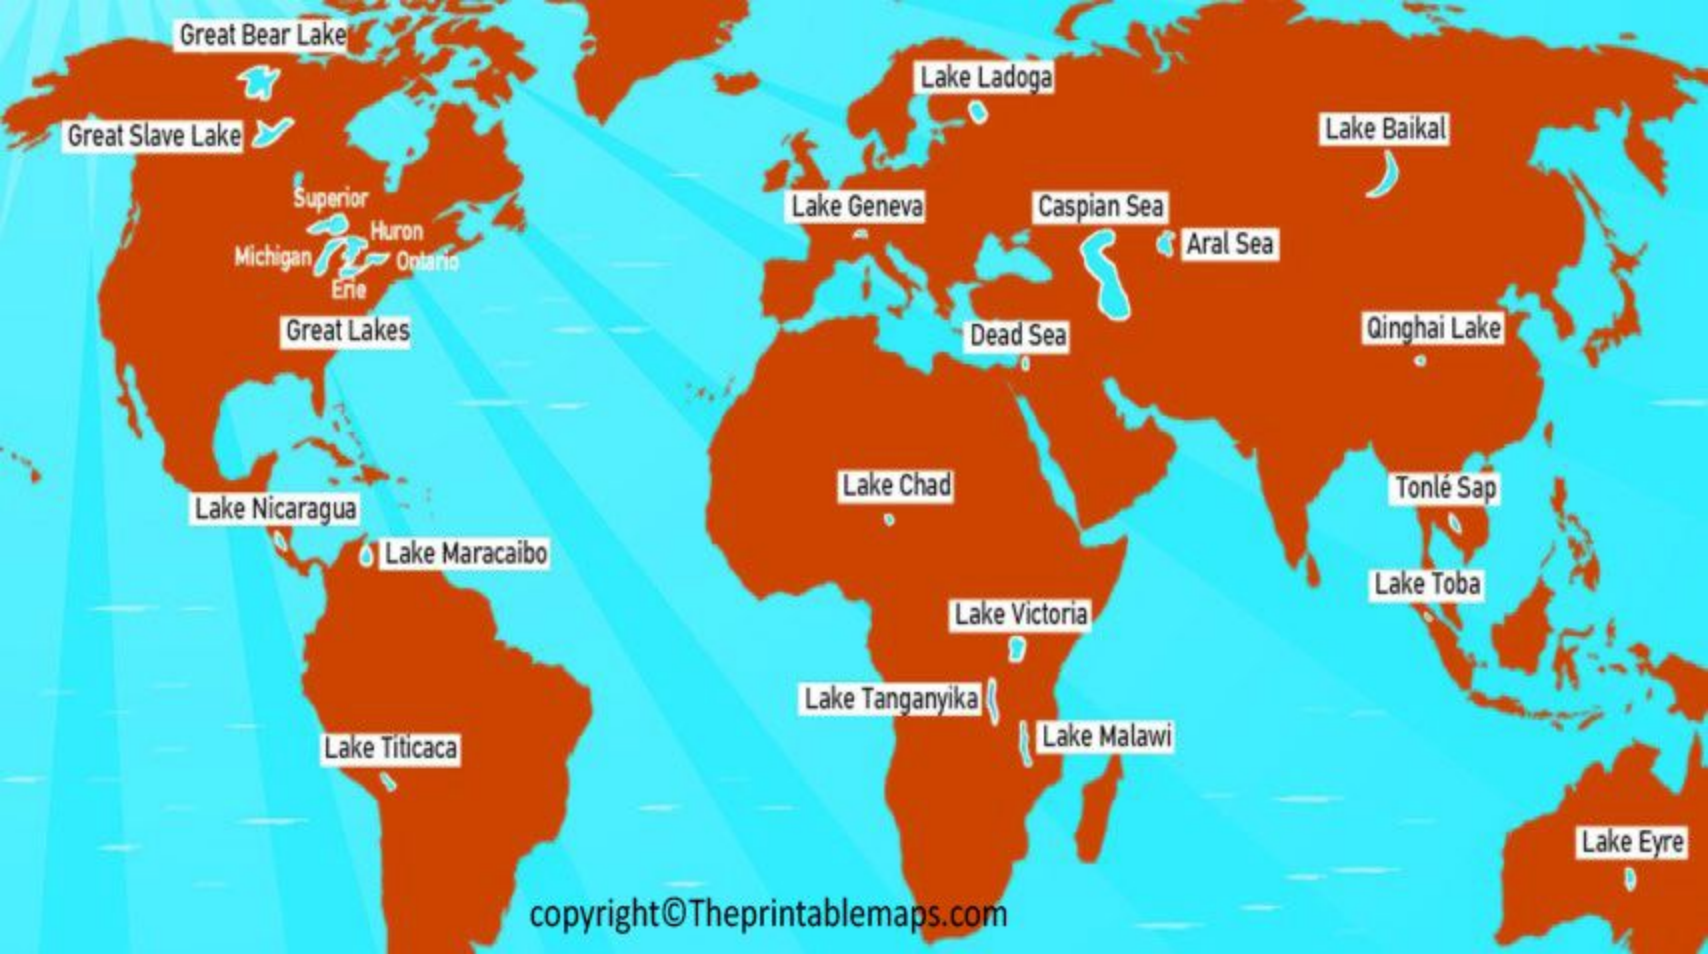 Great Bear Lake
Lake Ladoga
Great Slave Lake
Lake Baikal
Superior
Lake Geneva
Caspian Sea
Huron
Aral Sea
Michigan
Ontario
Erie
Great Lakes
Dead Sea
Qinghai Lake
Lake Chad
Tonlé Sap
Lake Nicaragua
Lake Maracaibo
Lake Toba
Lake Victoria
Lake Tanganyika
Lake Malawi
Lake Titicaca
Lake Eyre
copyright©Theprintablemaps.com